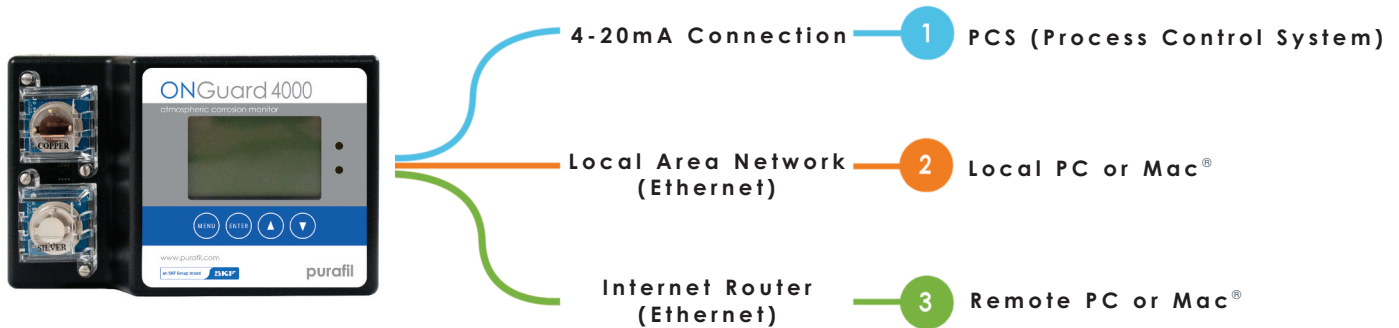 4-20mA Connection
1
PCS (Process Control System)
ONGuard 4000
atmospheric corrosion monitor
COPPER
Local Area Network
(Ethernet)
2
Local PC or Mac®
SILVER
MENU
ENTER
www.purafil.com
an SKF Group brand
SKF
purafil
Internet Router
(Ethernet)
3
Remote PC or Mac®